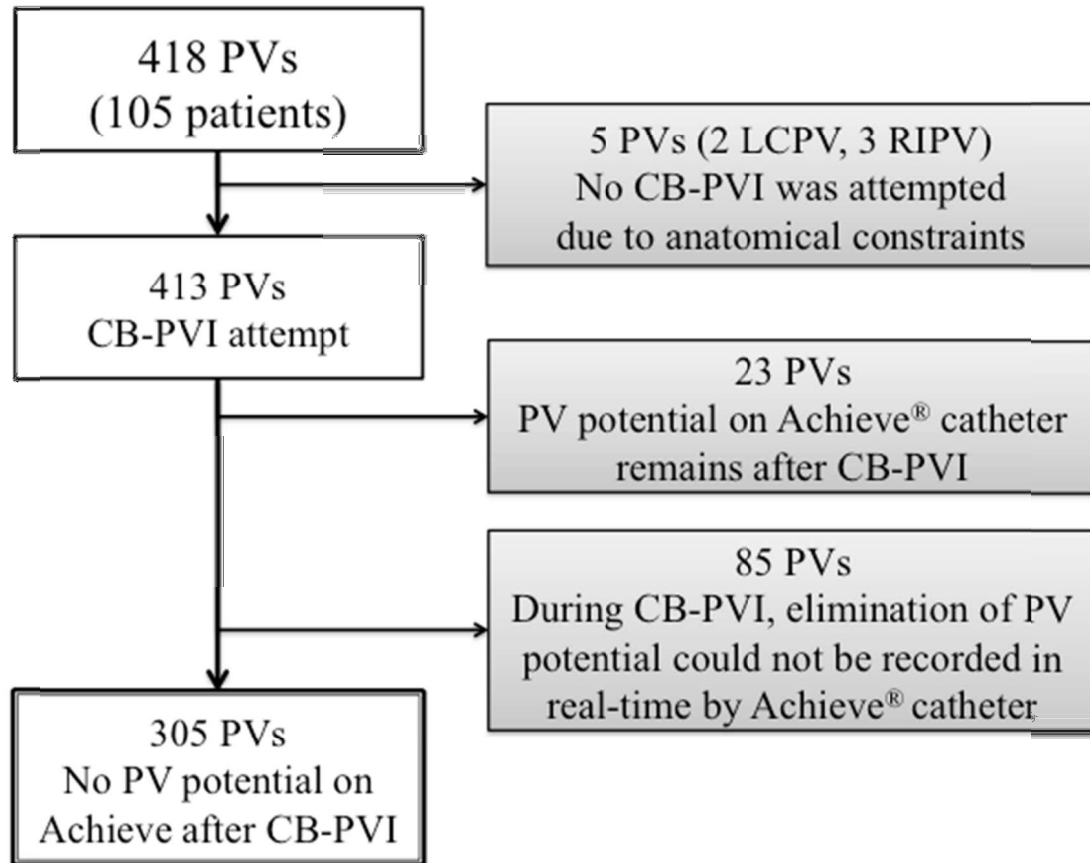 418 PVs
(105 patients)
5 PVs (2 LCPV, 3 RIPV)
No CB-PVI was attempted
due to anatomical constraints
413 PVs
CB-PVI attempt
23 PVs
PV potential on Achieve® catheter
remains after CB-PVI
85 PVs
During CB-PVI, elimination of PV
potential could not be recorded in
real-time by Achieve® catheter
305 PVs
No PV potential on
Achieve after CB-PVI